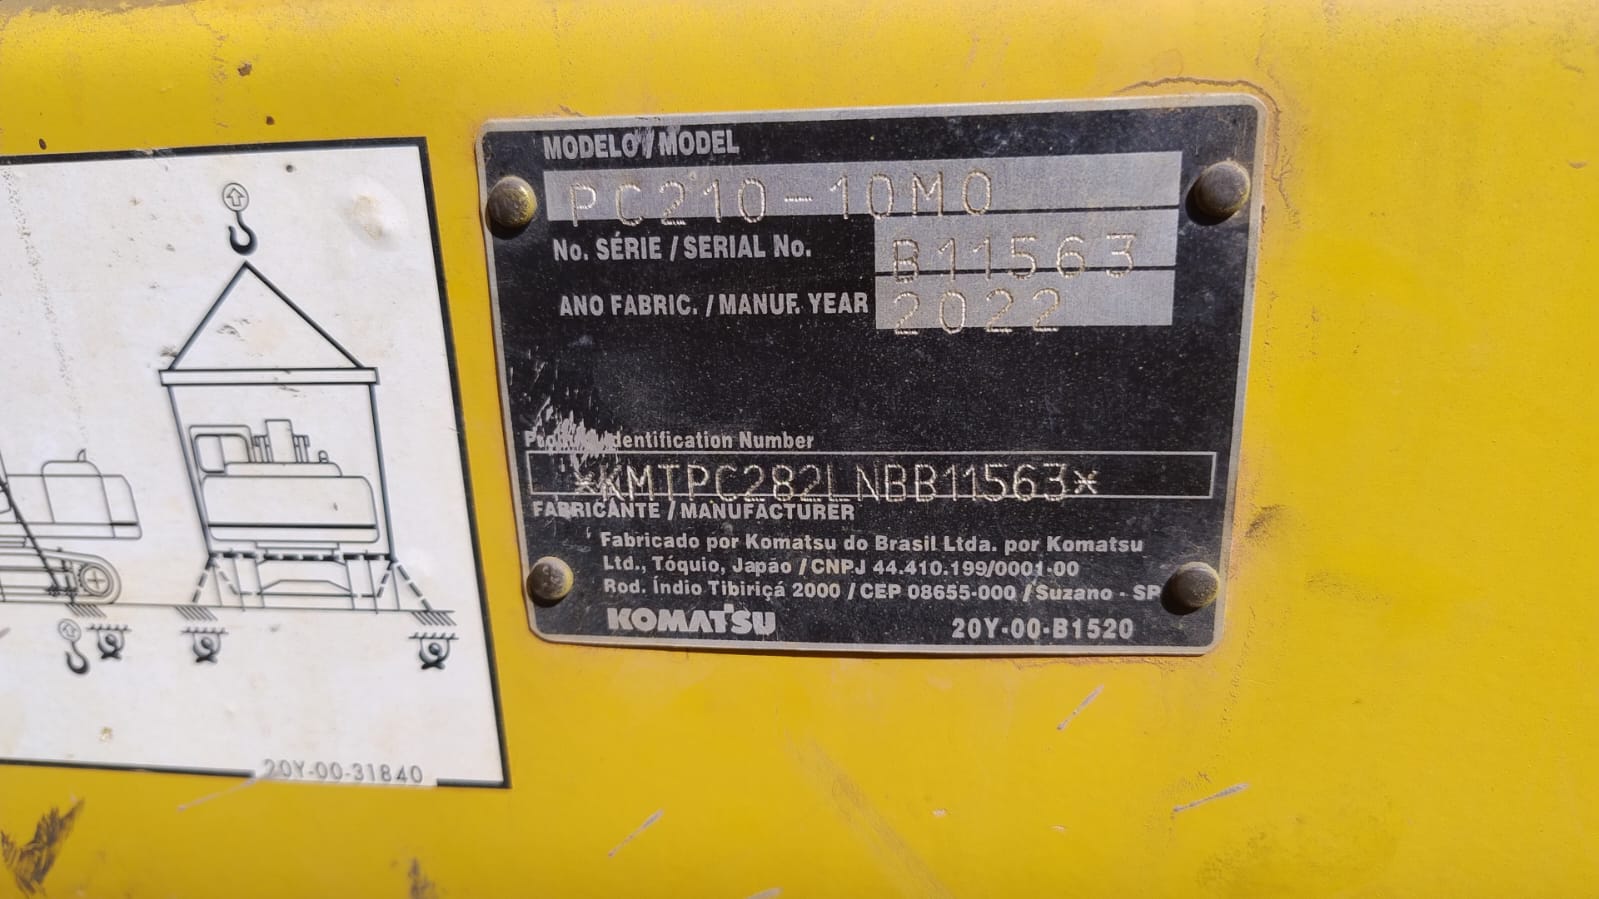 MODELO / MODEL
PC210-10M0
No. SÉRIE / SERIAL No.
B11563
ANO FABRIC. / MANUF. YEAR
2022
Identification Number
*KMTPC282LNBB11563*
FABRICANTE / MANUFACTURER
Fabricado por Komatsu do Brasil Ltda. por Komatsu
Ltd., Tóquio, Japão / CNPJ 44.410.199/0001-00
Rod. Índio Tibiriçá 2000 / CEP 08655-000 / Suzano - SP
KOMATSU
20Y-00-B1520
20Y-00-31840